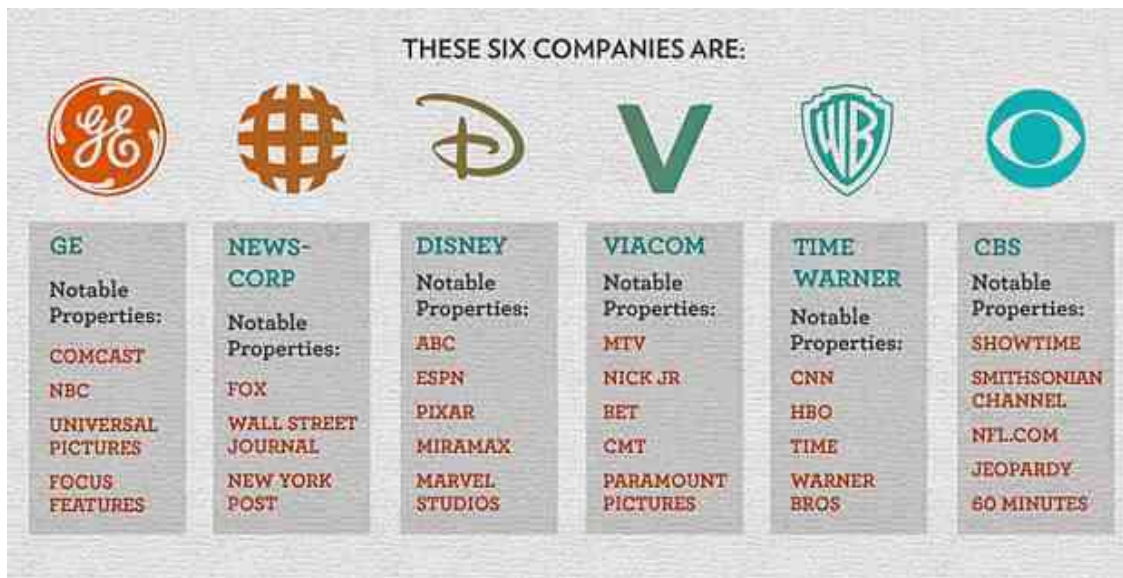 THESE SIX COMPANIES ARE:
GE
WB
GE
Notable
Properties:
COMCAST
NBC
UNIVERSAL
PICTURES
FOCUS
FEATURES
NEWS-
CORP
Notable
Properties:
FOX
WALL STREET
JOURNAL
NEW YORK
POST
DISNEY
Notable
Properties:
ABC
ESPN
PIXAR
MIRAMAX
MARVEL
STUDIOS
VIACOM
Notable
Properties:
MTV
NICK JR
BET
CMT
PARAMOUNT
PICTURES
TIME
WARNER
Notable
Properties:
CNN
HBO
TIME
WARNER
BROS
CBS
Notable
Properties:
SHOWTIME
SMITHSONIAN
CHANNEL
NFL.COM
JEOPARDY
60 MINUTES